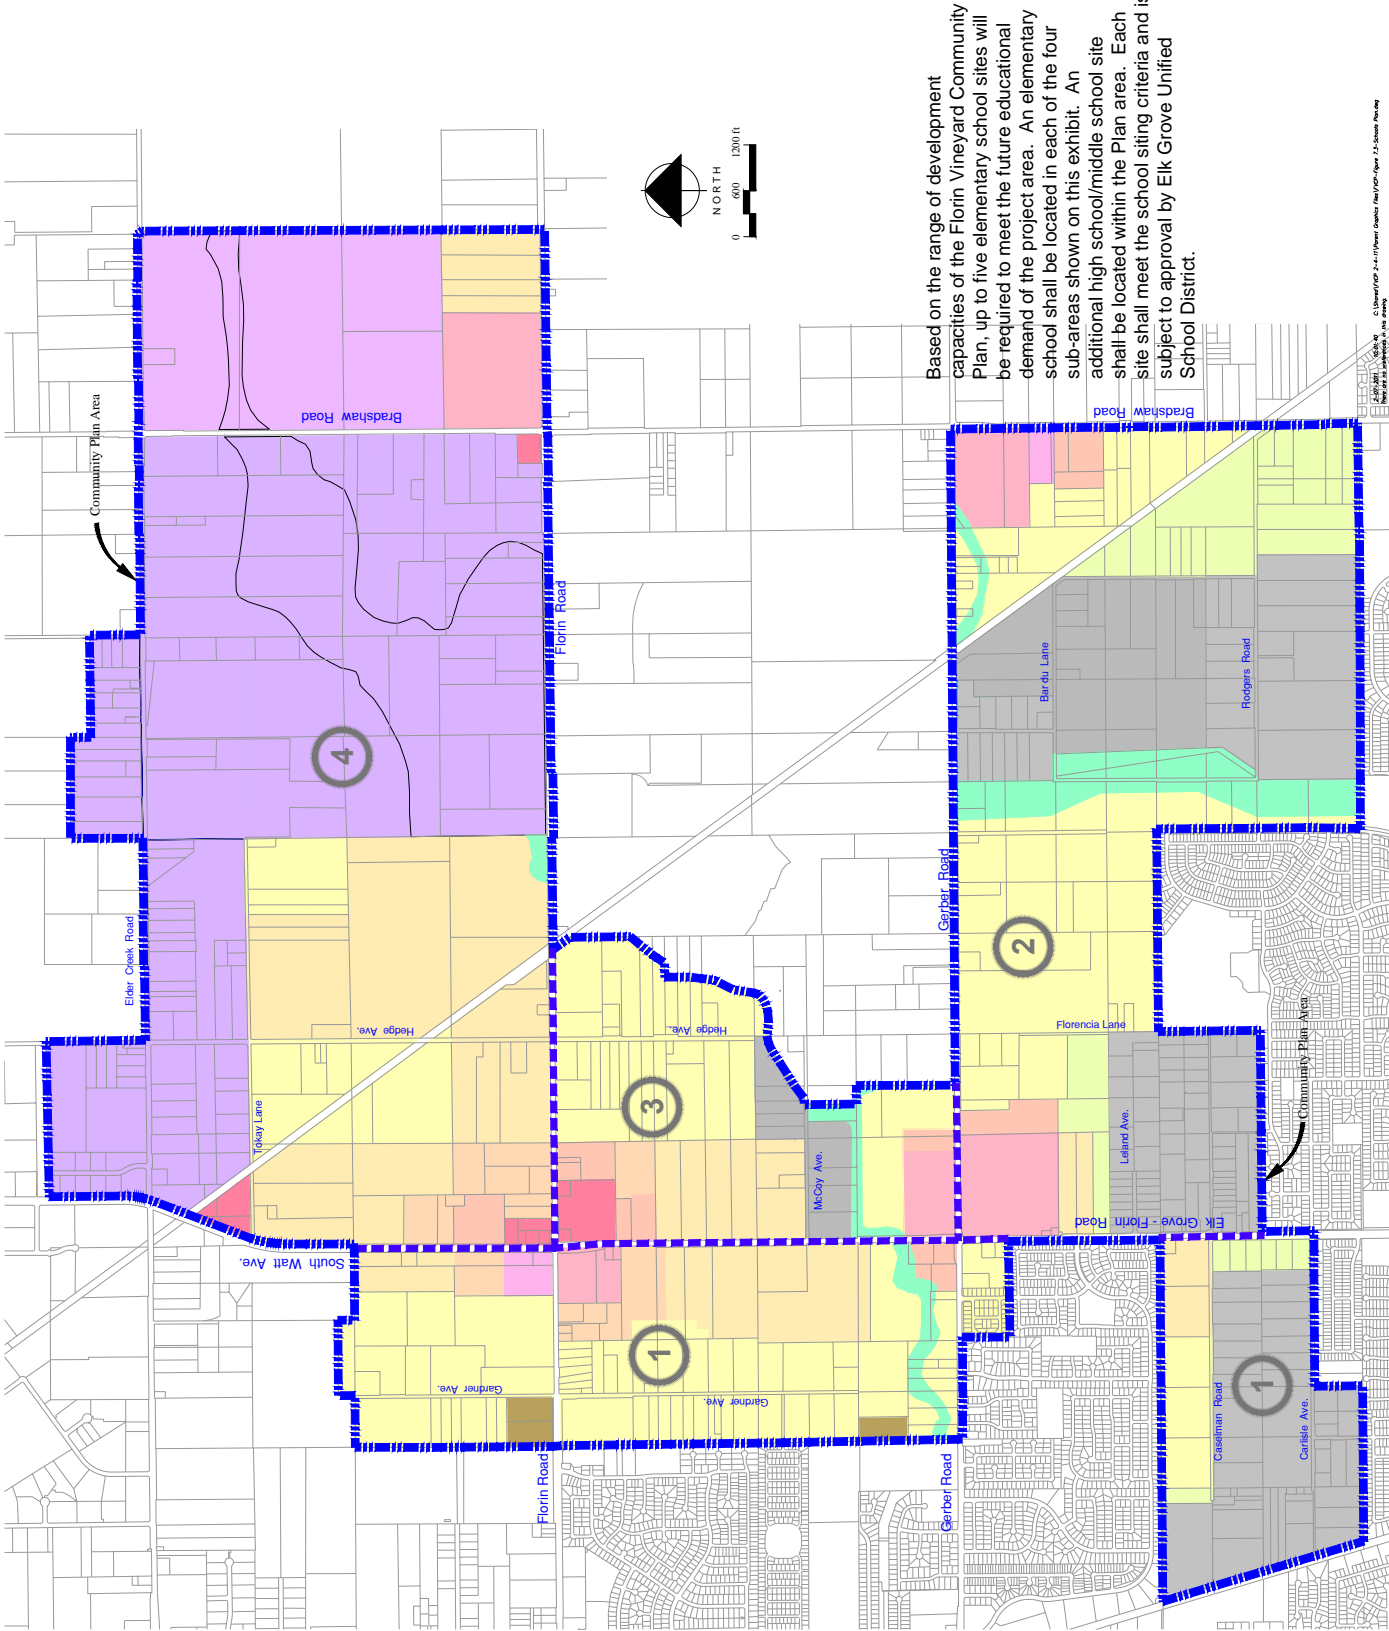 Community Plan Area
Elder Creek Road
Bradshaw Road
4
Florin Road
NORTH
0 600 1200 ft
Based on the range of development
capacities of the Florin Vineyard Community
Plan, up to five elementary school sites will
be required to meet the future educational
demand of the project area. An elementary
school shall be located in each of the four
sub-areas shown on this exhibit. An
additional high school/middle school site
shall be located within the Plan area. Each
site shall meet the school siting criteria and is
subject to approval by Elk Grove Unified
School District.
Bradshaw Road
Bar du Lane
Rodgers Road
Gerber Road
2
Florencia Lane
Hedge Ave.
Hedge Ave.
Tokay Lane
3
McCoy Ave.
Leland Ave.
Community Plan Area
Elk Grove - Florin Road
South Watt Ave.
1
Gardner Ave.
Gardner Ave.
Florin Road
Gerber Road
Caselman Road
1
Carlisle Ave.